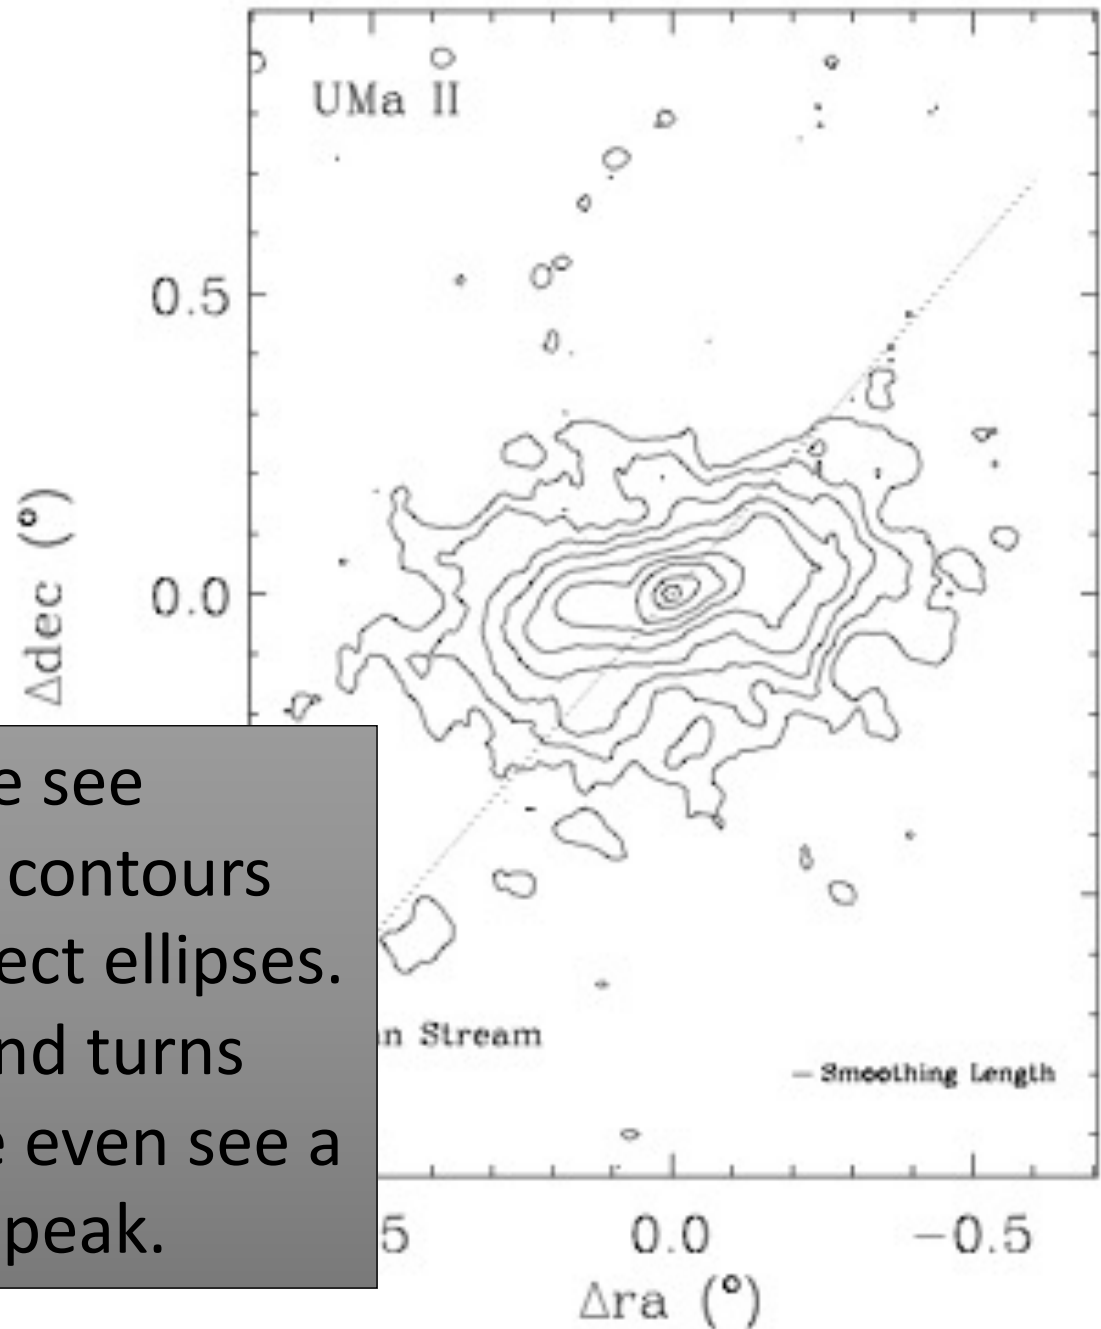 UMa II
0.5
0.0
Δdec (°)
e see
contours
ect ellipses.
nd turns
e even see a
peak.
n Stream
— Smoothing Length
5
0.0
−0.5
Δra (°)